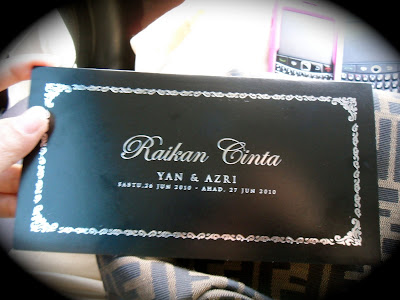 Raikan Cinta
YAN & AZRI
SABTU, 26 JUN 2010 - AHAD, 27 JUN 2010